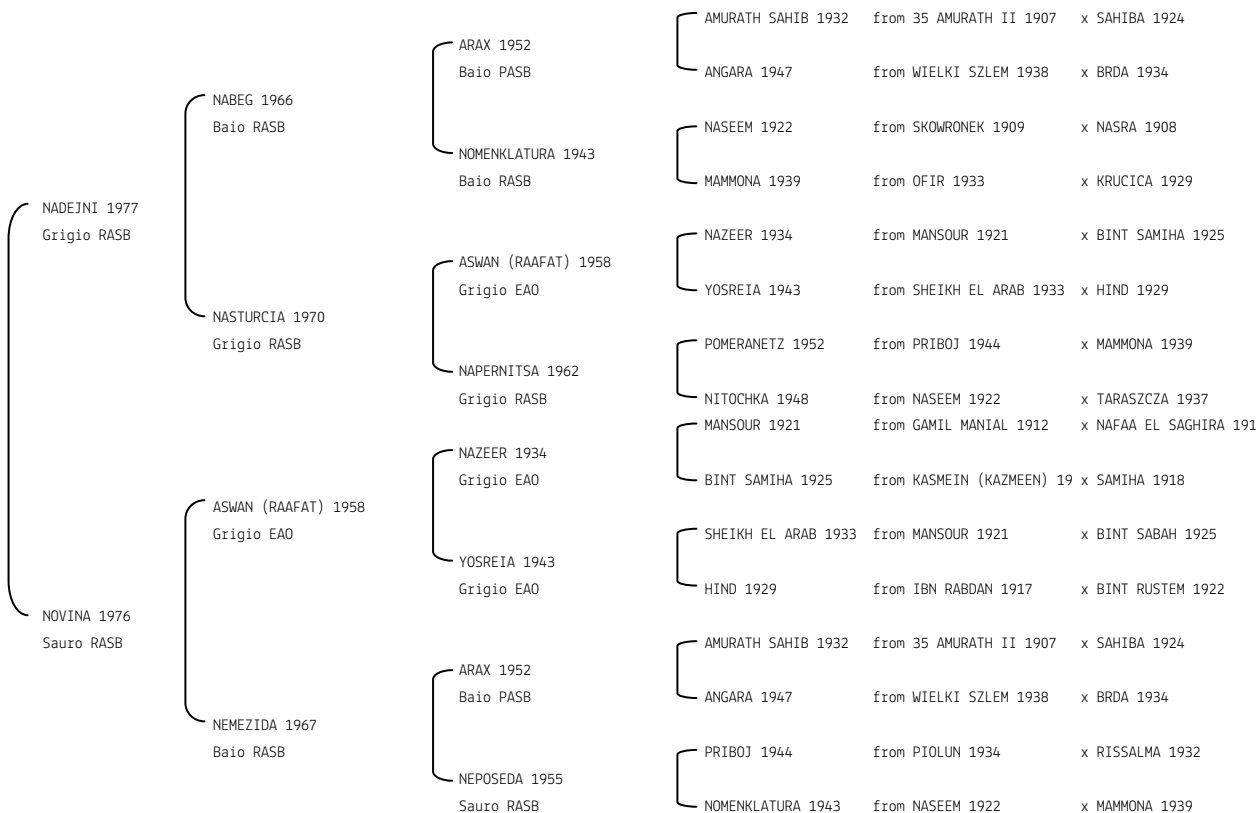 AMURATH SAHIB 1932 from 35 AMURATH II 1907 x SAHIBA 1924
ARAX 1952
Baio PASB
ANGARA 1947 from WIELKI SZLEM 1938 x BRDA 1934
NABEG 1966
Baio RASB
NASEEM 1922 from SKOWRONEK 1909 x NASRA 1908
NOMENKLATURA 1943
Baio RASB
MAMMONA 1939 from OFIR 1933 x KRUCICA 1929
NADEJNI 1977
Grigio RASB
NAZEER 1934 from MANSOUR 1921 x BINT SAMIHA 1925
ASWAN (RAAFAT) 1958
Grigio EAO
YOSREIA 1943 from SHEIKH EL ARAB 1933 x HIND 1929
NASTURCIA 1970
Grigio RASB
POMERANETZ 1952 from PRIBOJ 1944 x MAMMONA 1939
NAPERNITSA 1962
Grigio RASB
NITOCHKA 1948 from NASEEM 1922 x TARASZCZA 1937
MANSOUR 1921 from GAMIL MANIAL 1912 x NAFAA EL SAGHIRA 191
NAZEER 1934
Grigio EAO
BINT SAMIHA 1925 from KASMEIN (KAZMEEN) 19 x SAMIHA 1918
ASWAN (RAAFAT) 1958
Grigio EAO
SHEIKH EL ARAB 1933 from MANSOUR 1921 x BINT SABAH 1925
YOSREIA 1943
Grigio EAO
HIND 1929 from IBN RABDAN 1917 x BINT RUSTEM 1922
NOVINA 1976
Sauro RASB
AMURATH SAHIB 1932 from 35 AMURATH II 1907 x SAHIBA 1924
ARAX 1952
Baio PASB
ANGARA 1947 from WIELKI SZLEM 1938 x BRDA 1934
NEMEZIDA 1967
Baio RASB
PRIBOJ 1944 from PIOLUN 1934 x RISSALMA 1932
NEPOSEDA 1955
Sauro RASB
NOMENKLATURA 1943 from NASEEM 1922 x MAMMONA 1939